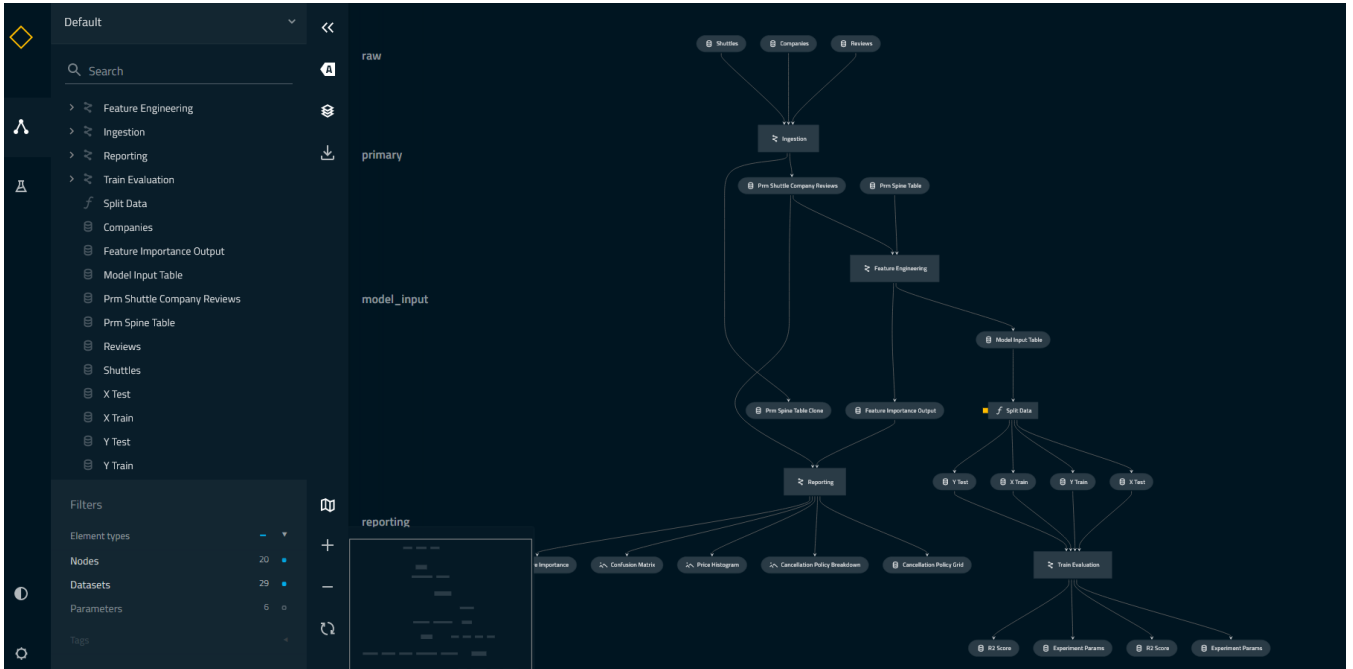 Default
Search
Feature Engineering
Ingestion
Reporting
Train Evaluation
Split Data
Companies
Feature Importance Output
Model Input Table
Prm Shuttle Company Reviews
Prm Spine Table
Reviews
Shuttles
X Test
X Train
Y Test
Y Train
Filters
Element types
Nodes 20
Datasets 29
Parameters 6
Tags
A
raw
primary
model_input
reporting
Shuttles Companies Reviews
Ingestion
Prm Shuttle Company Reviews Prm Spine Table
Feature Engineering
Model Input Table
Prm Spine Table Clone Feature Importance Output Split Data
Reporting Y Test X Train Y Train X Test
Importance Confusion Matrix Price Histogram Cancellation Policy Breakdown Cancellation Policy Grid Train Evaluation
R2 Score Experiment Params R2 Score Experiment Params